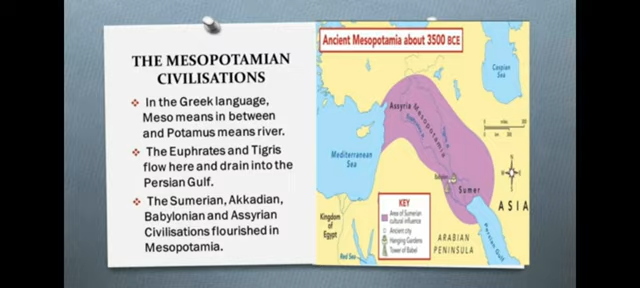 THE MESOPOTAMIAN
CIVILISATIONS
In the Greek language,
Meso means in between
and Potamus means river.
The Euphrates and Tigris
flow here and drain into the
Persian Gulf.
The Sumerian, Akkadian,
Babylonian and Assyrian
Civilisations flourished in
Mesopotamia.
Ancient Mesopotamia about 3500 BCE
Caspian
Sea
Assyria
Mesopotamia
Mediterranean
Sea
Sumer
ASIA
Kingdom
of
Egypt
Red Sea
ARABIAN
PENINSULA
Persian Gulf
KEY
Area of Sumerian
cultural influence
Ancient city
Hanging Gardens
Tower of Babel